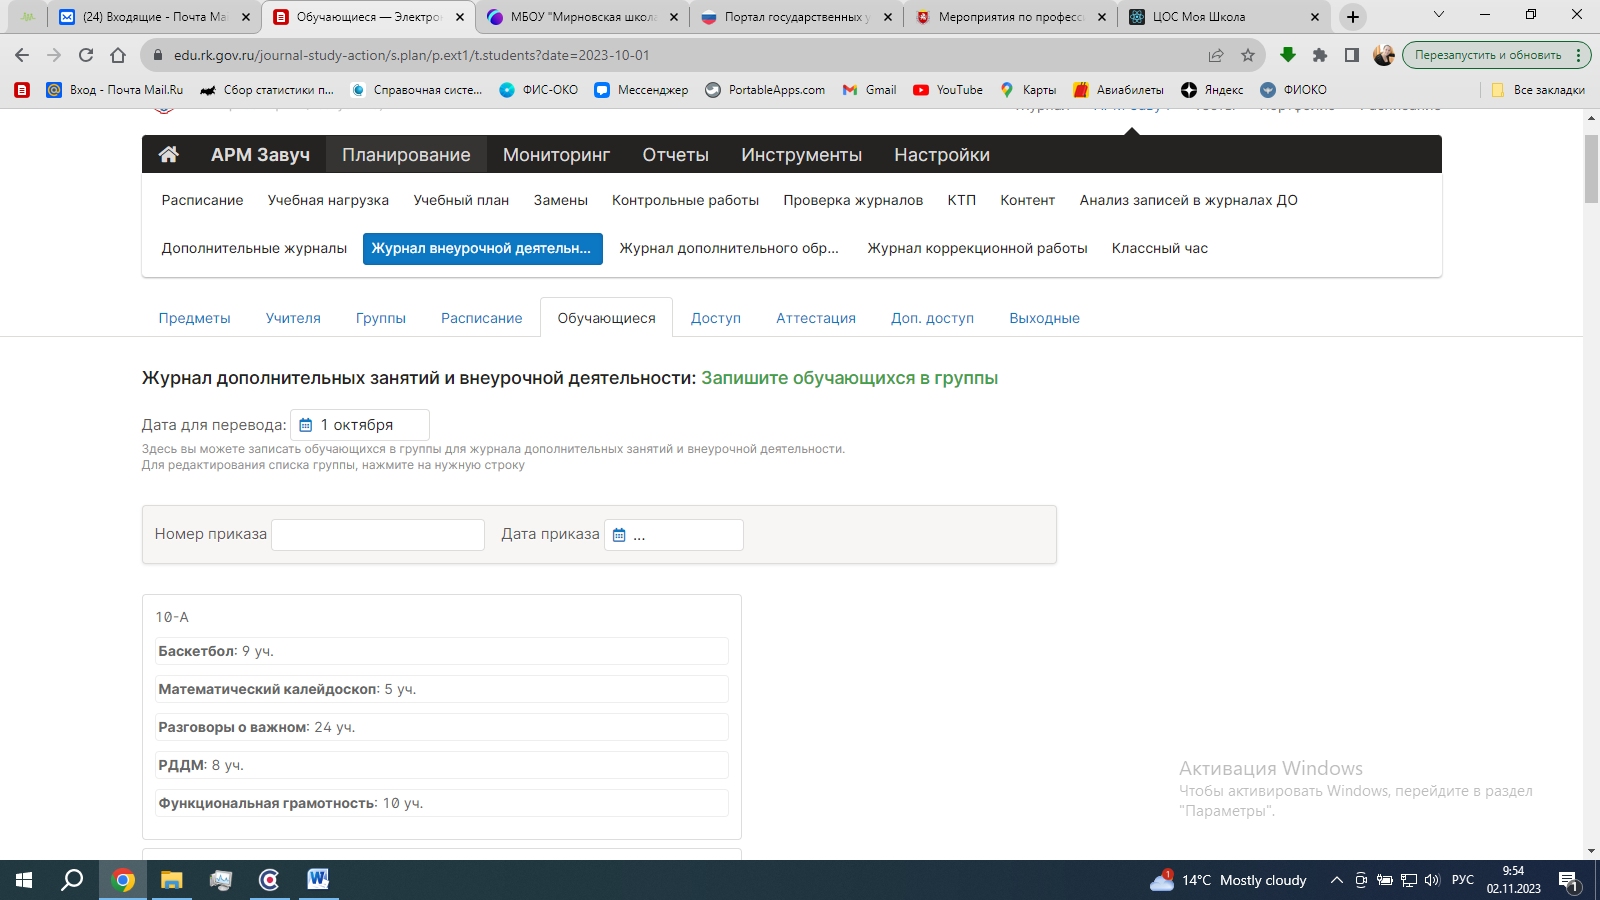 (24) Входящие - Почта Mai
Обучающиеся — Электрон
МБОУ "Мирновская школа
Портал государственных у
Мероприятия по професси
ЦОС Моя Школа
edu.rk.gov.ru/journal-study-action/s.plan/p.ext1/t.students?date=2023-10-01
Перезапустить и обновить
Вход - Почта Mail.Ru
Сбор статистики п...
Справочная систе...
ФИС-ОКО
Мессенджер
PortableApps.com
Gmail
YouTube
Карты
Авиабилеты
Яндекс
ФИОКО
Все закладки
АРМ Завуч Планирование Мониторинг Отчеты Инструменты Настройки
Расписание Учебная нагрузка Учебный план Замены Контрольные работы Проверка журналов КТП Контент Анализ записей в журналах ДО
Дополнительные журналы Журнал внеурочной деятельн... Журнал дополнительного обр... Журнал коррекционной работы Классный час
Предметы Учителя Группы Расписание Обучающиеся Доступ Аттестация Доп. доступ Выходные
Журнал дополнительных занятий и внеурочной деятельности: Запишите обучающихся в группы
Дата для перевода: 1 октября
Здесь вы можете записать обучающихся в группы для журнала дополнительных занятий и внеурочной деятельности.
Для редактирования списка группы, нажмите на нужную строку
Номер приказа Дата приказа ...
10-А
Баскетбол: 9 уч.
Математический калейдоскоп: 5 уч.
Разговоры о важном: 24 уч.
РДДМ: 8 уч.
Функциональная грамотность: 10 уч.
Активация Windows
Чтобы активировать Windows, перейдите в раздел
"Параметры".
1
14°C Mostly cloudy
РУС
9:54
02.11.2023
1